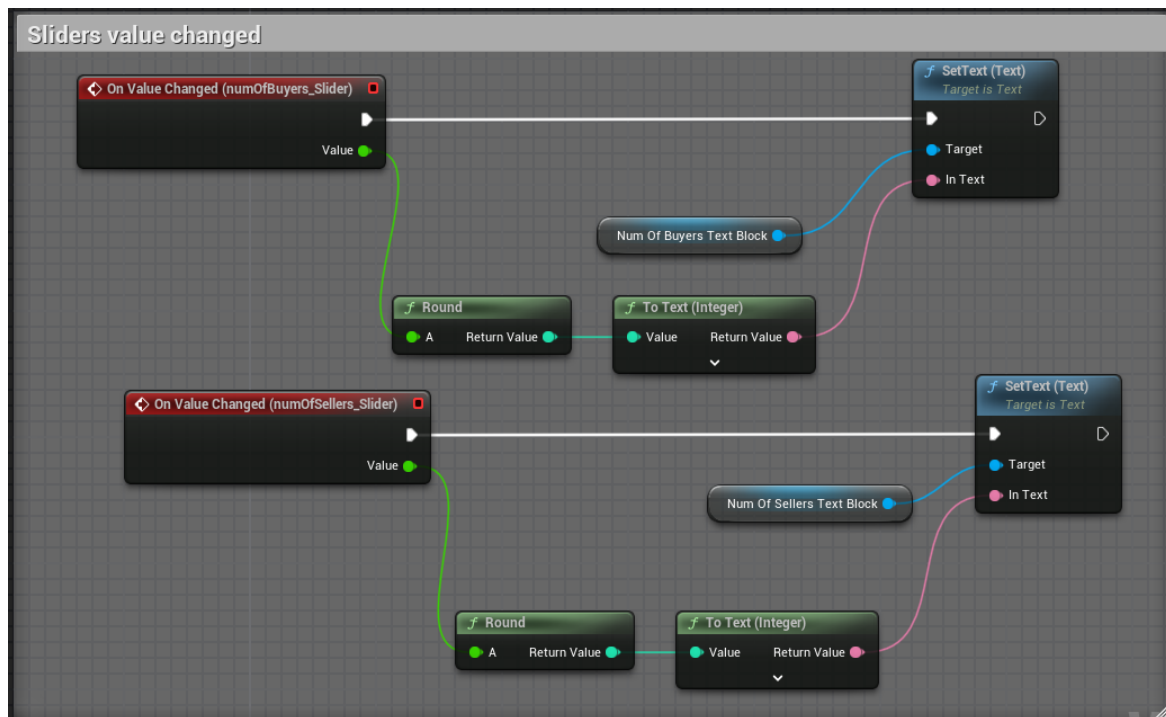 Sliders value changed
On Value Changed (numOfBuyers_Slider)
Value
SetText (Text)
Target is Text
Target
In Text
Num Of Buyers Text Block
f Round
A Return Value
f To Text (Integer)
Value Return Value
On Value Changed (numOfSellers_Slider)
Value
f SetText (Text)
Target is Text
Target
In Text
Num Of Sellers Text Block
f Round
A Return Value
f To Text (Integer)
Value Return Value